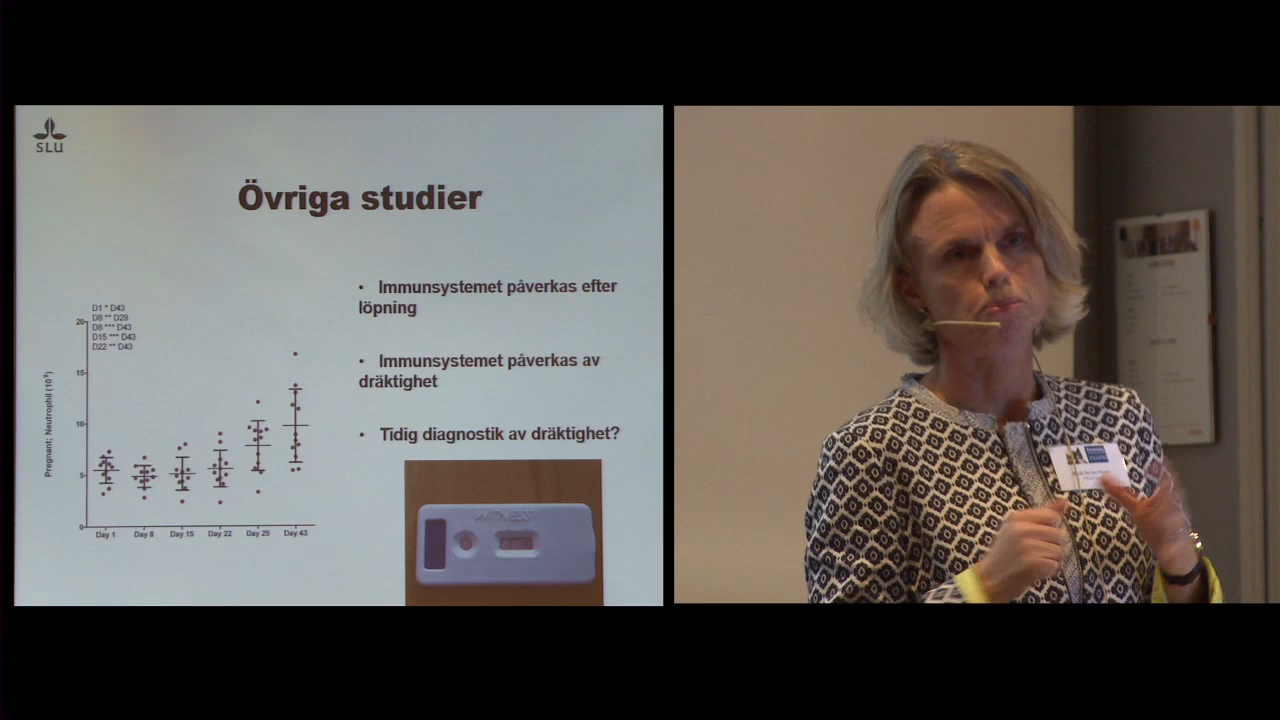 SLU
Övriga studier
• Immunsystemet påverkas efter
löpning
• Immunsystemet påverkas av
dräktighet
• Tidig diagnostik av dräktighet?
D1 * D43
D8 ** D29
D8 *** D43
D15 *** D43
D22 ** D43
Pregnant; Neutrophil (10⁹)
20
15
10
5
0
Day 1 Day 8 Day 15 Day 22 Day 29 Day 43
WITNESS